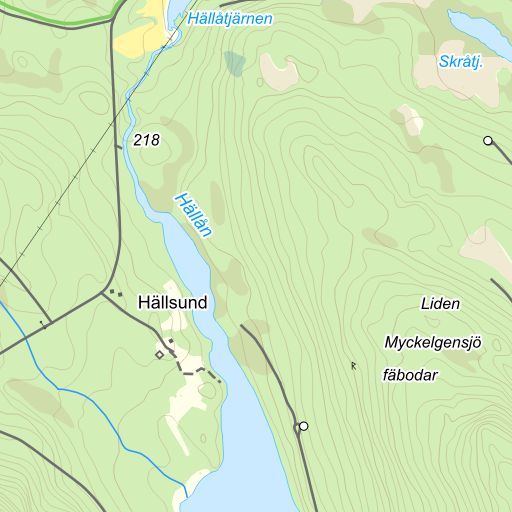 Hällåtjärnen
Skråtj.
218
Hällån
Hällsund
Liden
Myckelgensjö
fäbodar